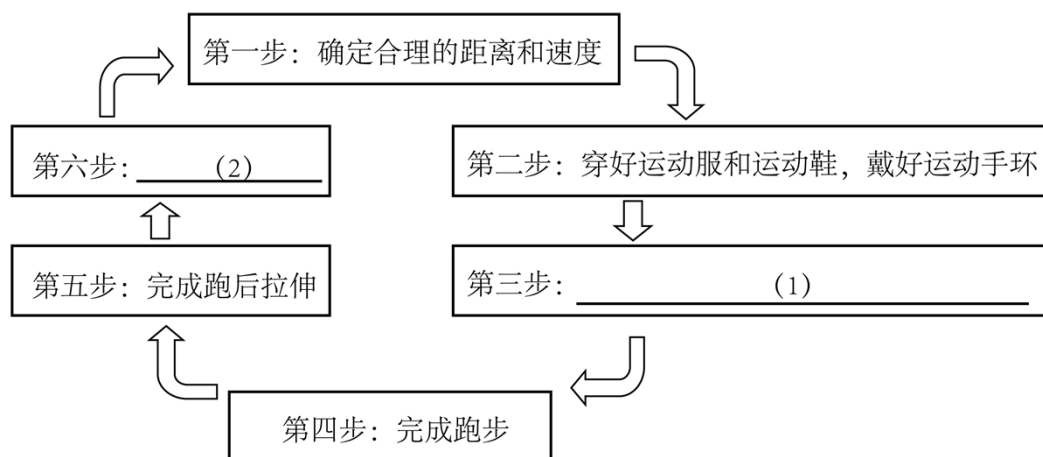 第一步：确定合理的距离和速度
第二步：穿好运动服和运动鞋，戴好运动手环
第三步：（1）
第四步：完成跑步
第五步：完成跑后拉伸
第六步：（2）